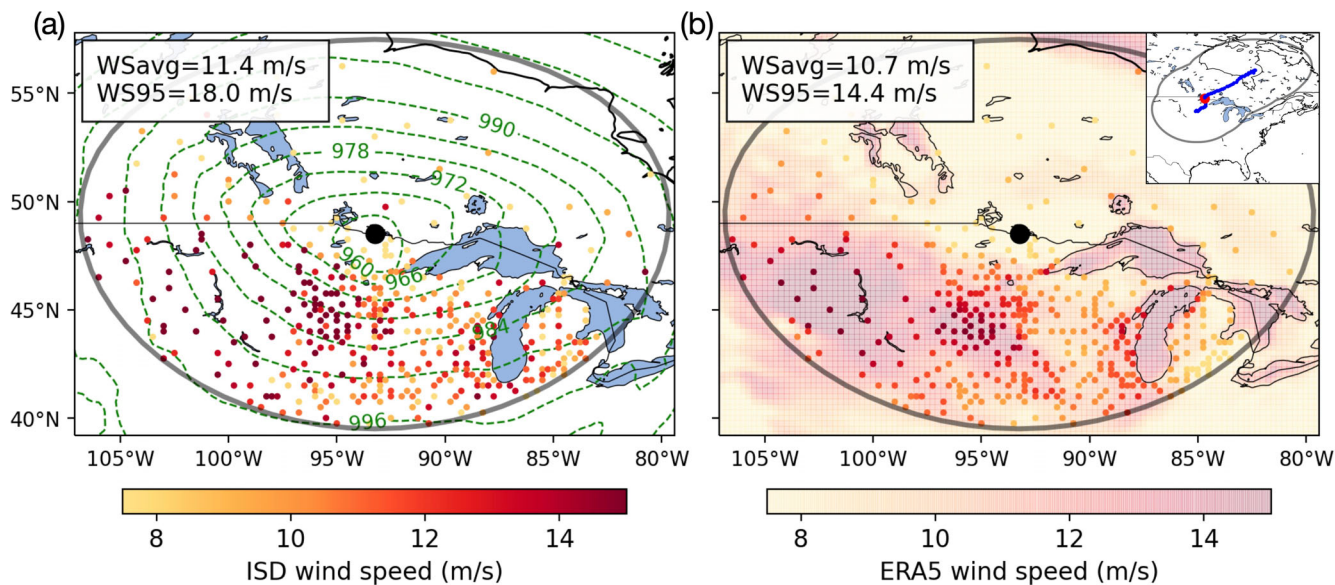 (a)
WSavg=11.4 m/s
WS95=18.0 m/s
990
978
972
960
966
984
996
55°N
50°N
45°N
40°N
105°W 100°W 95°W 90°W 85°W 80°W
8 10 12 14
ISD wind speed (m/s)
(b)
WSavg=10.7 m/s
WS95=14.4 m/s
105°W 100°W 95°W 90°W 85°W 80°W
8 10 12 14
ERA5 wind speed (m/s)